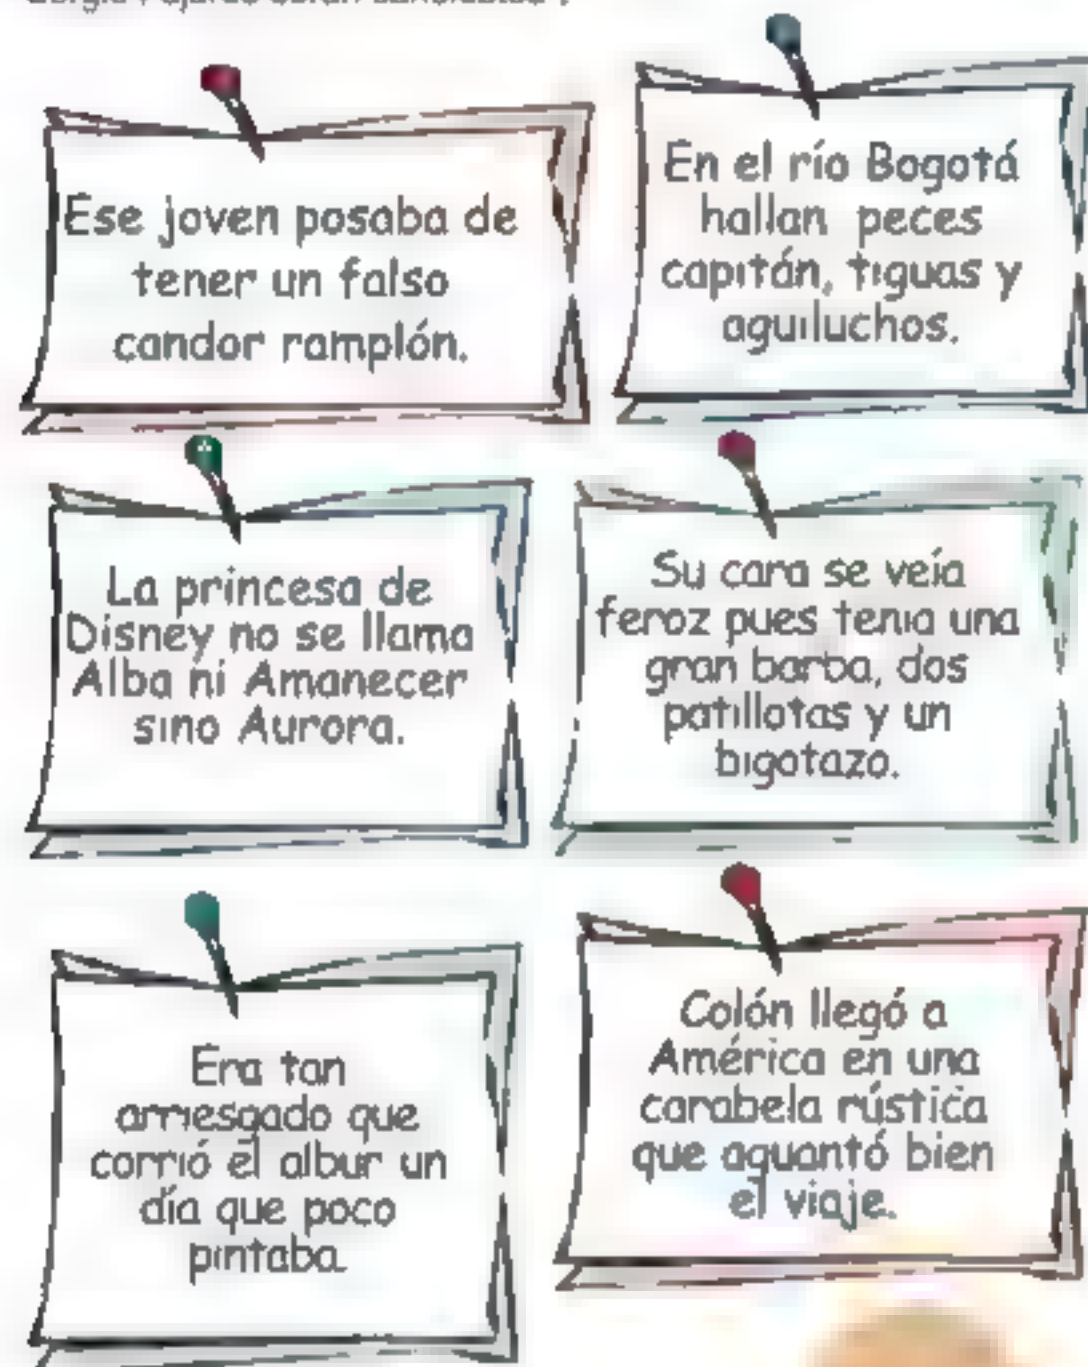 Ese joven posaba de
tener un falso
candor ramplón.
En el río Bogotá
hallan peces
capitán, tiguas y
aguiluchos.
La princesa de
Disney no se llama
Alba ni Amanecer
sino Aurora.
Su cara se veía
feroz pues tenia una
gran barba, dos
patillotas y un
bigotazo.
Era tan
arriesgado que
corrió el albur un
día que poco
pintaba.
Colón llegó a
América en una
carabela rústica
que aguantó bien
el viaje.